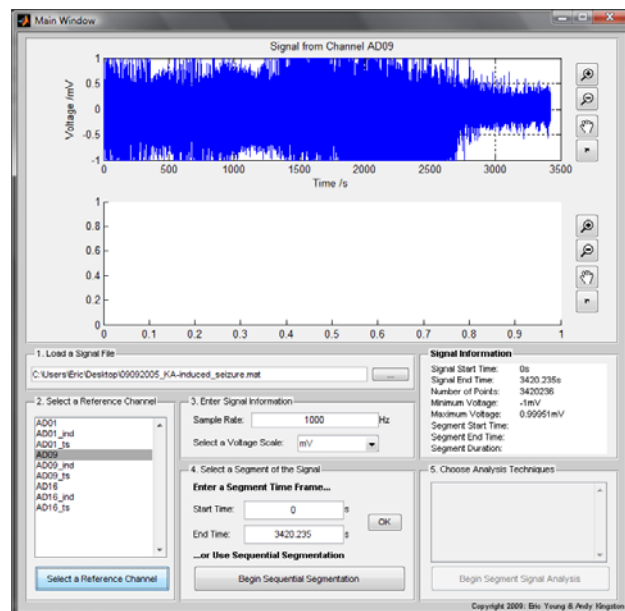 Main Window
Signal from Channel AD09
Voltage /mV
1
0.5
0
-0.5
-1
0 500 1000 1500 2000 2500 3000 3500
Time /s
1
0.8
0.6
0.4
0.2
0
0 0.1 0.2 0.3 0.4 0.5 0.6 0.7 0.8 0.9 1
1. Load a Signal File
C:\Users\Eric\Desktop\09092005_KA-induced_seizure.mat
...
Signal Information
Signal Start Time: 0s
Signal End Time: 3420.235s
Number of Points: 3420236
Minimum Voltage: -1mV
Maximum Voltage: 0.99951mV
Segment Start Time:
Segment End Time:
Segment Duration:
2. Select a Reference Channel
AD01
AD01_ind
AD01_ts
AD09
AD09_ind
AD09_ts
AD16
AD16_ind
AD16_ts
Select a Reference Channel
3. Enter Signal Information
Sample Rate: 1000 Hz
Select a Voltage Scale: mV
4. Select a Segment of the Signal
Enter a Segment Time Frame...
Start Time: 0 s
End Time: 3420.235 s
OK
...or Use Sequential Segmentation
Begin Sequential Segmentation
5. Choose Analysis Techniques
Begin Segment Signal Analysis
Copyright 2009: Eric Young & Andy Kingston